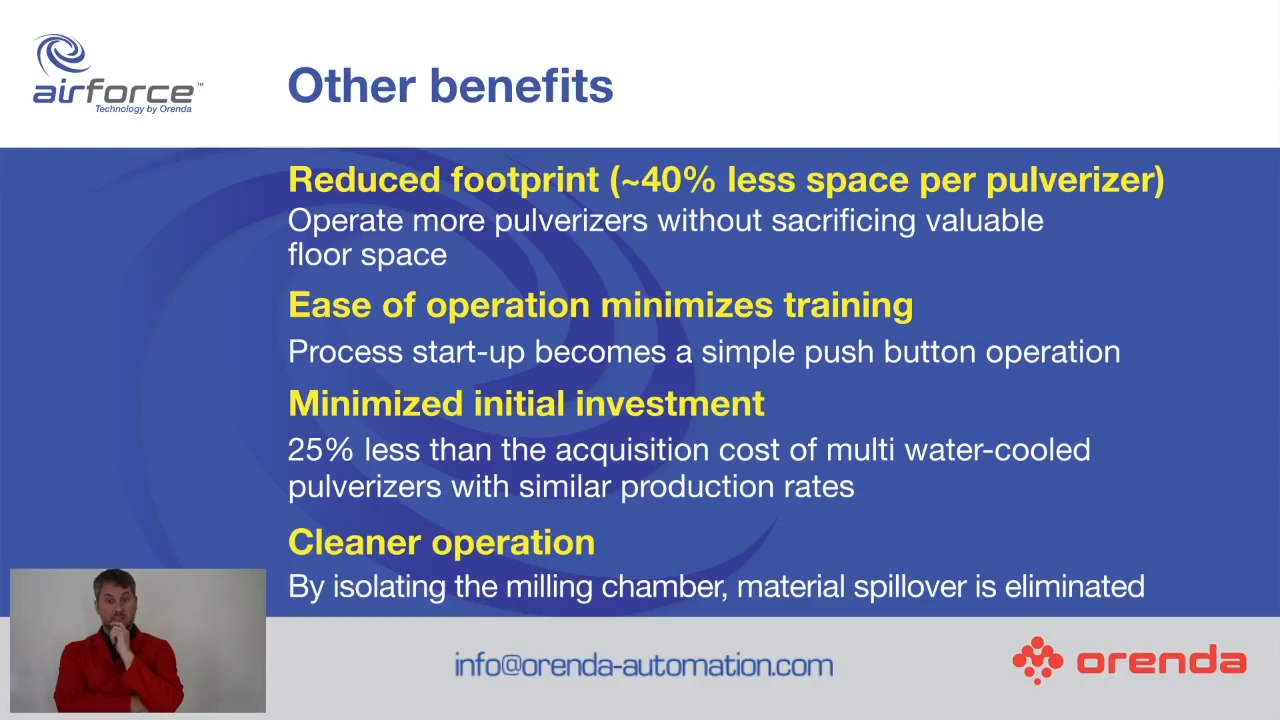 airforce™
Technology by Orenda
Other benefits
Reduced footprint (~40% less space per pulverizer)
Operate more pulverizers without sacrificing valuable
floor space
Ease of operation minimizes training
Process start-up becomes a simple push button operation
Minimized initial investment
25% less than the acquisition cost of multi water-cooled
pulverizers with similar production rates
Cleaner operation
By isolating the milling chamber, material spillover is eliminated
info@orenda-automation.com
orenda